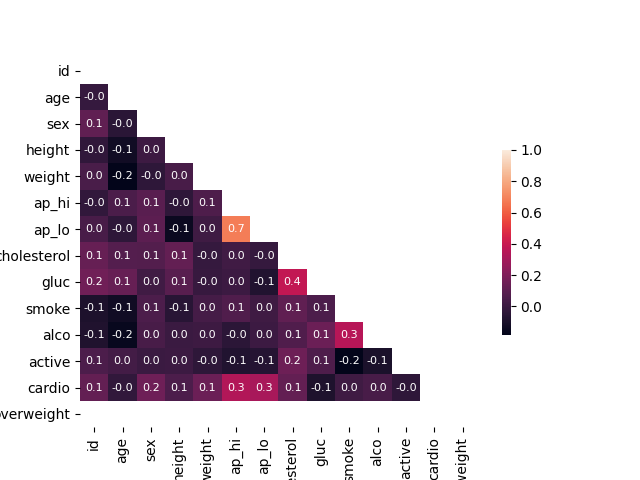 id
age -0.0
sex 0.1 -0.0
height -0.0 -0.1 0.0
weight 0.0 -0.2 -0.0 0.0
ap_hi -0.0 0.1 0.1 -0.0 0.1
ap_lo 0.0 -0.0 0.1 -0.1 0.0 0.7
cholesterol 0.1 0.1 0.1 0.1 -0.0 0.0 -0.0
gluc 0.2 0.1 0.0 0.1 -0.0 0.0 -0.1 0.4
smoke -0.1 -0.1 0.1 -0.1 0.0 0.1 0.0 0.1 0.1
alco -0.1 -0.2 0.0 0.0 0.0 -0.0 0.0 0.1 0.1 0.3
active 0.1 0.0 0.0 0.0 -0.0 -0.1 -0.1 0.2 0.1 -0.2 -0.1
cardio 0.1 -0.0 0.2 0.1 0.1 0.3 0.3 0.1 -0.1 0.0 0.0 -0.0
overweight
id age sex height weight ap_hi ap_lo esterol gluc smoke alco active cardio weight
1.0
0.8
0.6
0.4
0.2
0.0